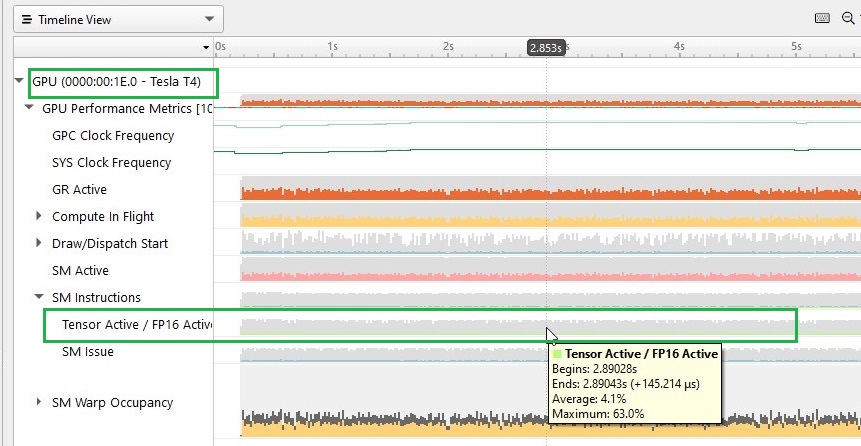 Timeline View
0s 1s 2s 2.853s s 4s 5s
GPU (0000:00:1E.0 - Tesla T4)
GPU Performance Metrics [10
GPC Clock Frequency
SYS Clock Frequency
GR Active
Compute In Flight
Draw/Dispatch Start
SM Active
SM Instructions
Tensor Active / FP16 Activ
SM Issue
Tensor Active / FP16 Active
Begins: 2.89028s
Ends: 2.89043s (+145.214 μs)
Average: 4.1%
Maximum: 63.0%
SM Warp Occupancy